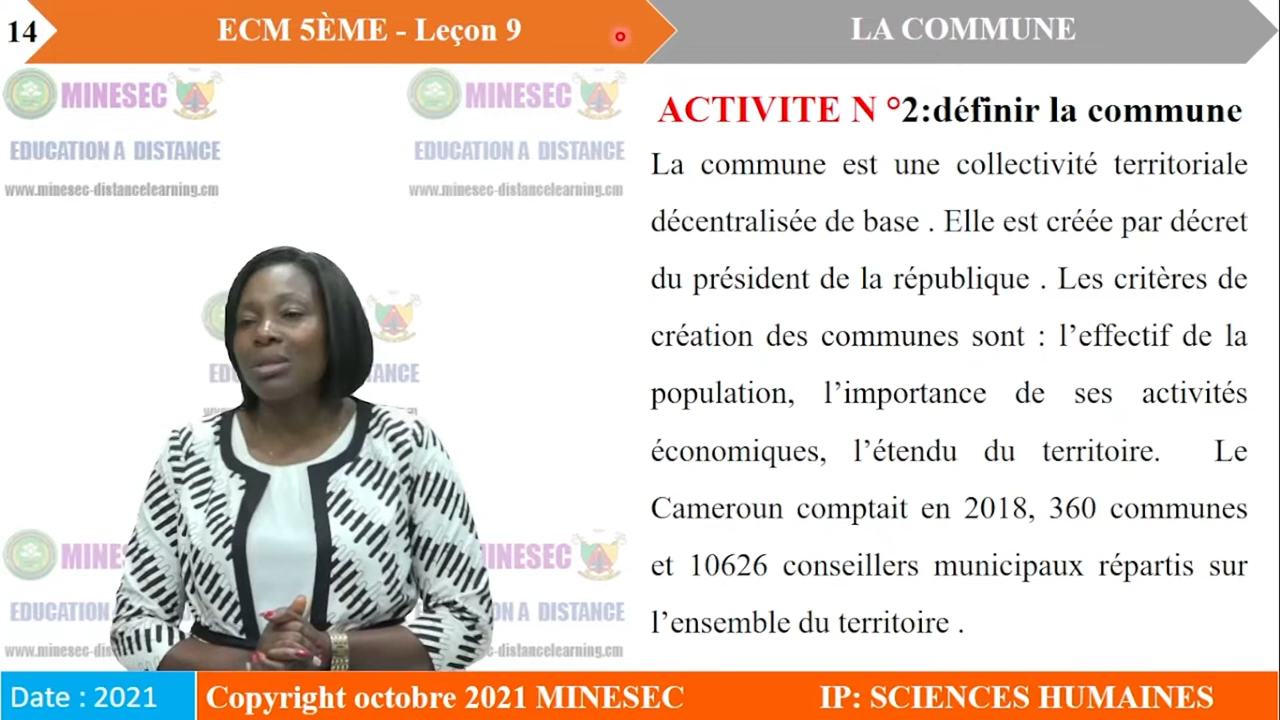 14
ECM 5ÈME - Leçon 9
LA COMMUNE
MINESEC
EDUCATION A DISTANCE
www.minesec-distancelearning.cm
MINESEC
EDUCATION A DISTANCE
www.minesec-distancelearning.cm
ACTIVITE N °2:définir la commune
La commune est une collectivité territoriale
décentralisée de base . Elle est créée par décret
du président de la république . Les critères de
création des communes sont : l’effectif de la
population, l’importance de ses activités
économiques, l’étendu du territoire. Le
Cameroun comptait en 2018, 360 communes
et 10626 conseillers municipaux répartis sur
l’ensemble du territoire .
Date : 2021
Copyright octobre 2021 MINESEC
IP: SCIENCES HUMAINES